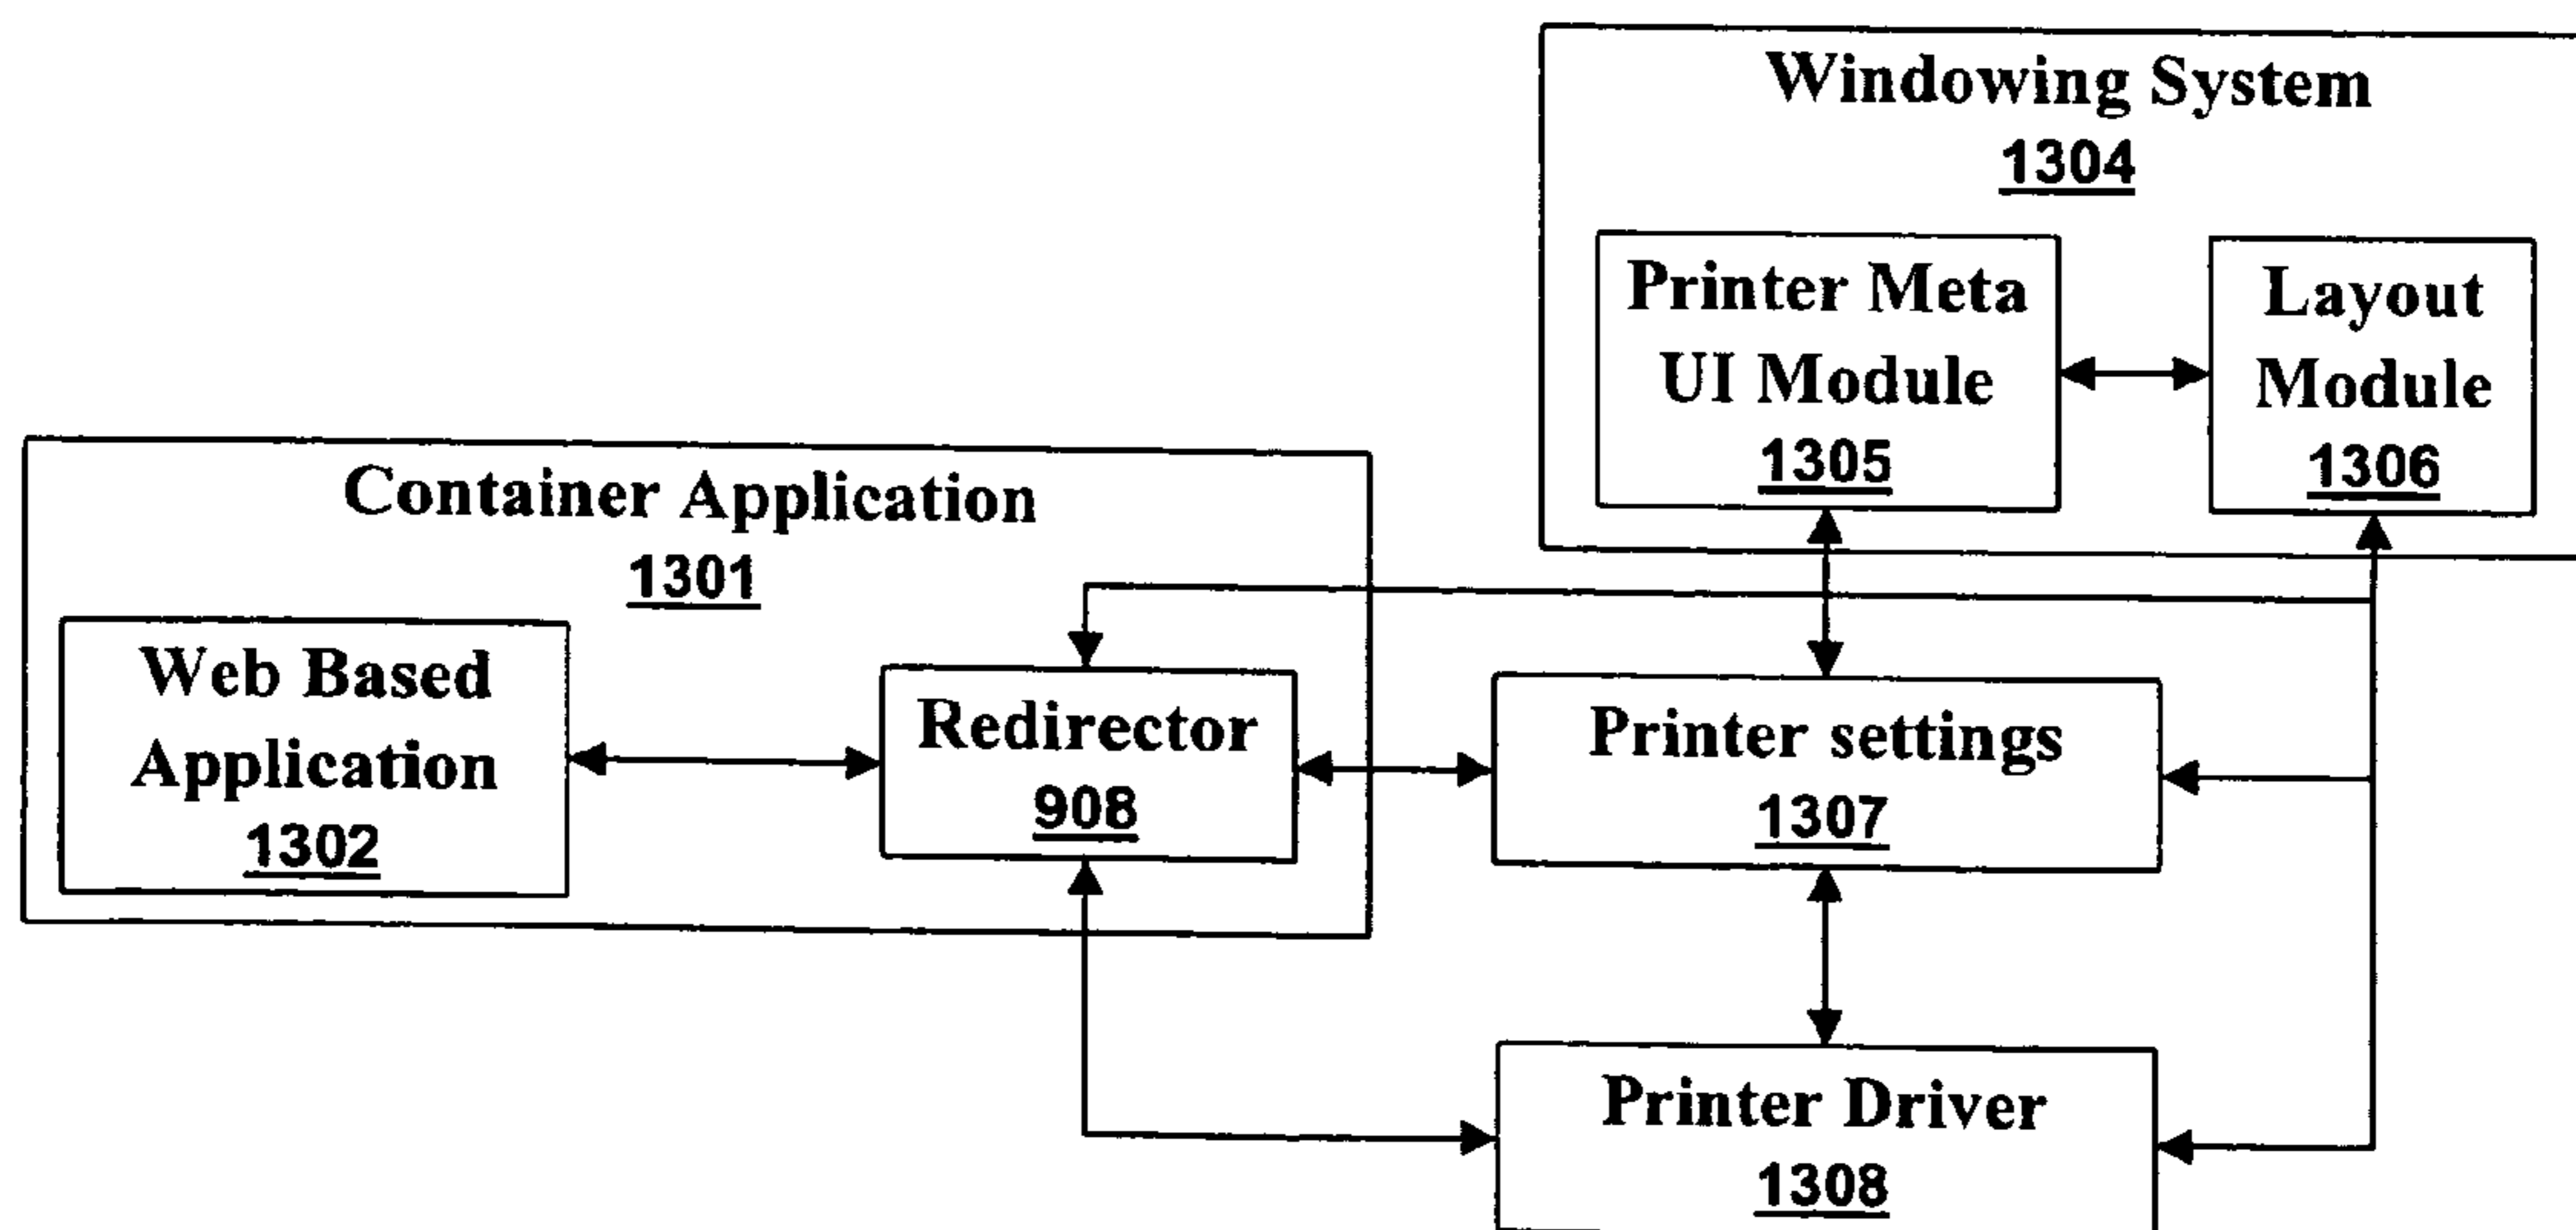 Windowing System
1304
Printer Meta
UI Module
1305
Layout
Module
1306
Container Application
1301
Web Based
Application
1302
Redirector
908
Printer settings
1307
Printer Driver
1308